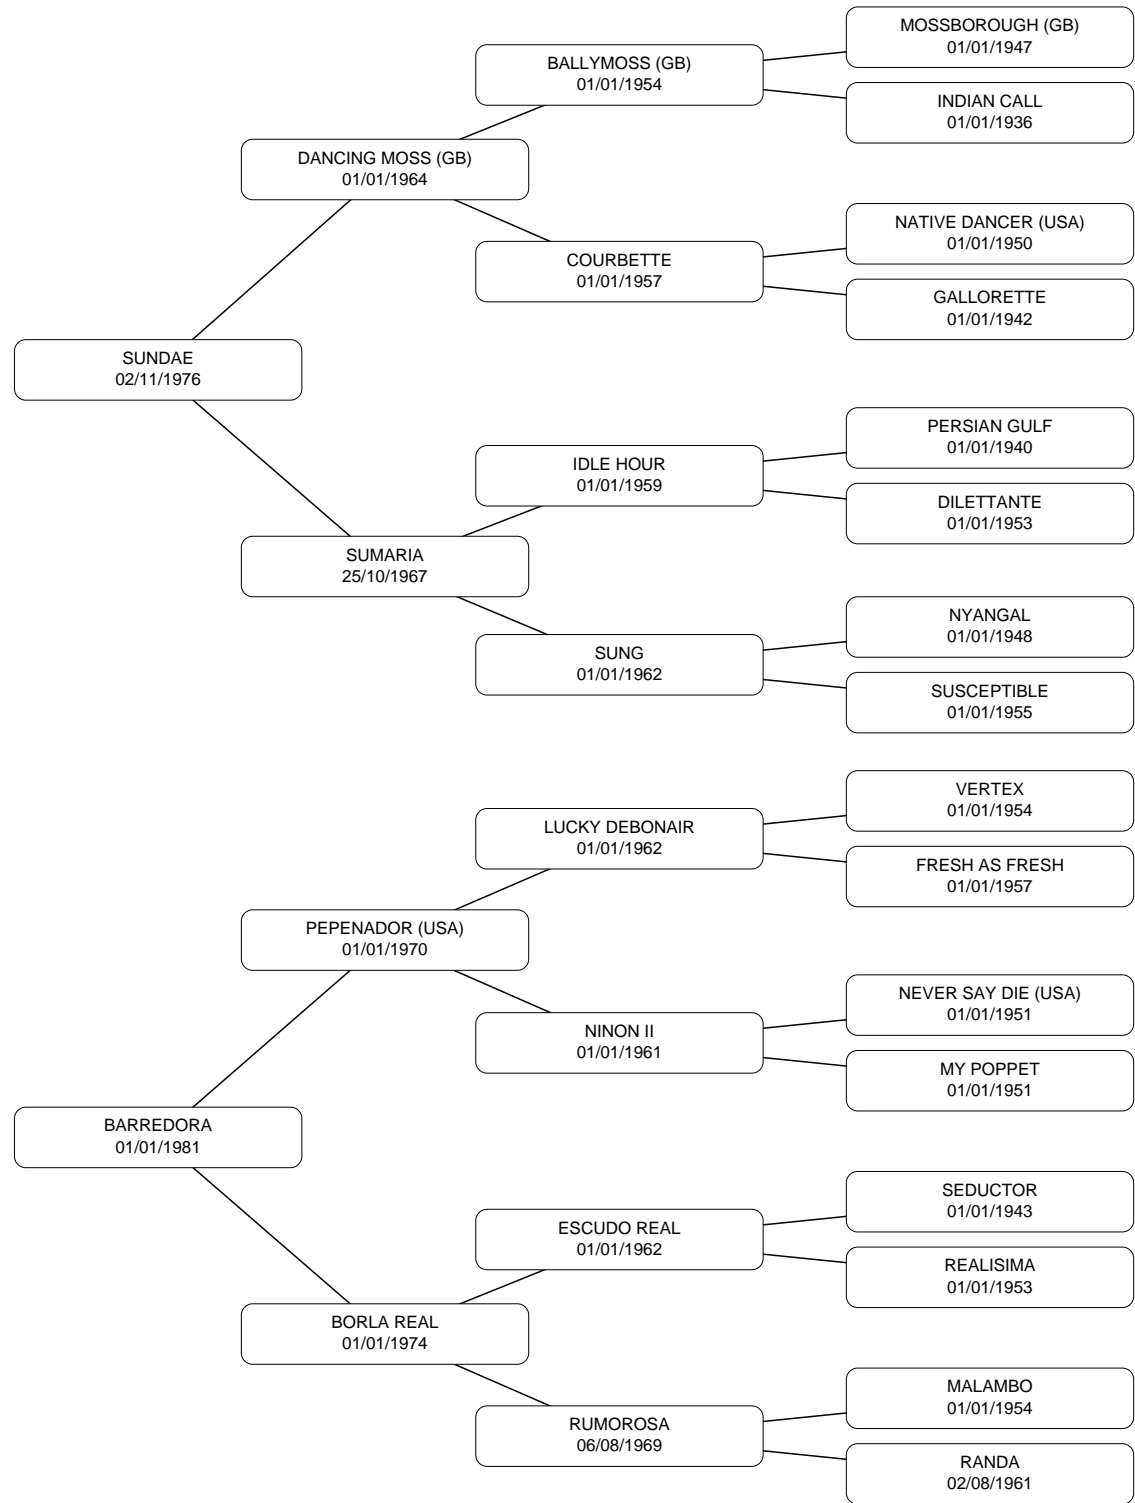 MOSSBOROUGH (GB)
01/01/1947
BALLYMOSS (GB)
01/01/1954
INDIAN CALL
01/01/1936
DANCING MOSS (GB)
01/01/1964
NATIVE DANCER (USA)
01/01/1950
COURBETTE
01/01/1957
GALLORETTE
01/01/1942
SUNDAE
02/11/1976
PERSIAN GULF
01/01/1940
IDLE HOUR
01/01/1959
DILETTANTE
01/01/1953
SUMARIA
25/10/1967
NYANGAL
01/01/1948
SUNG
01/01/1962
SUSCEPTIBLE
01/01/1955
VERTEX
01/01/1954
LUCKY DEBONAIR
01/01/1962
FRESH AS FRESH
01/01/1957
PEPENADOR (USA)
01/01/1970
NEVER SAY DIE (USA)
01/01/1951
NINON II
01/01/1961
MY POPPET
01/01/1951
BARREDORA
01/01/1981
SEDUCTOR
01/01/1943
ESCUDO REAL
01/01/1962
REALISIMA
01/01/1953
BORLA REAL
01/01/1974
MALAMBO
01/01/1954
RUMOROSA
06/08/1969
RANDA
02/08/1961